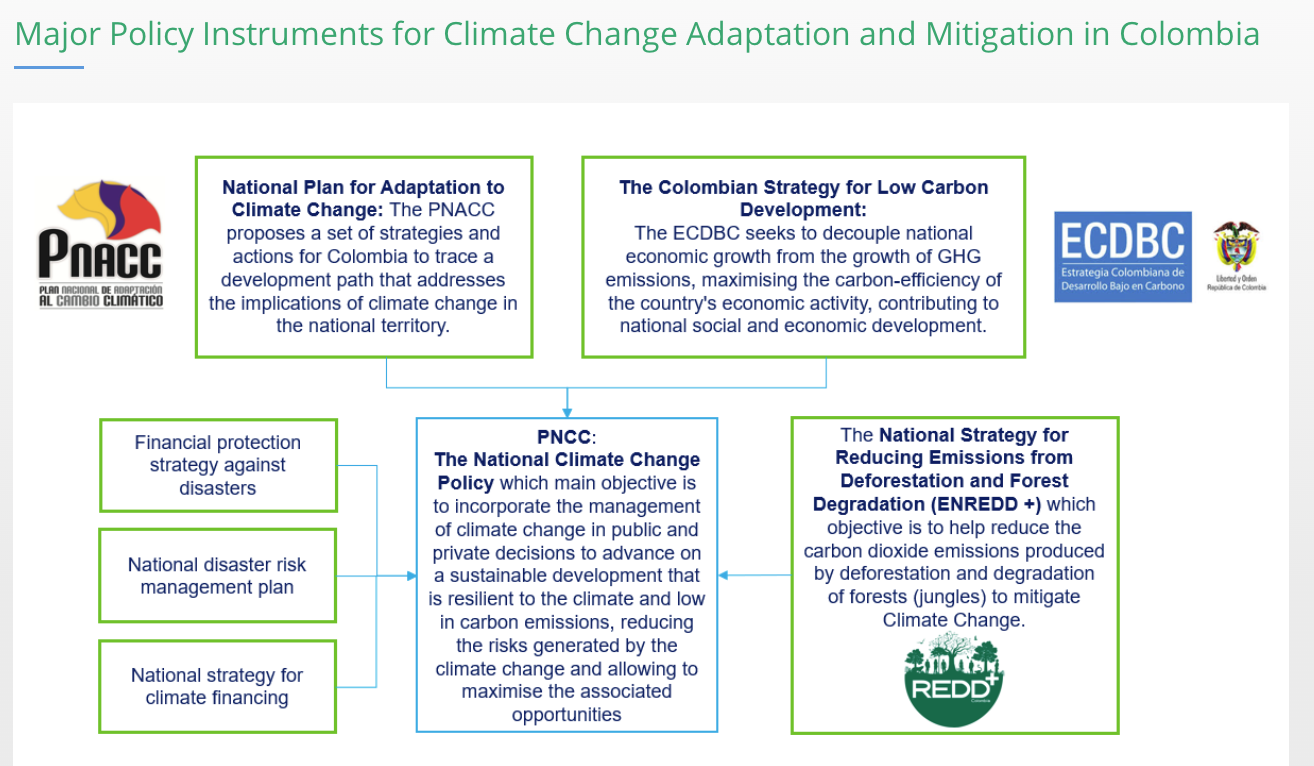 Major Policy Instruments for Climate Change Adaptation and Mitigation in Colombia
PNACC
PLAN NACIONAL DE ADAPTACIÓN
AL CAMBIO CLIMÁTICO
National Plan for Adaptation to
Climate Change: The PNACC
proposes a set of strategies and
actions for Colombia to trace a
development path that addresses
the implications of climate change in
the national territory.
The Colombian Strategy for Low Carbon
Development:
The ECDBC seeks to decouple national
economic growth from the growth of GHG
emissions, maximising the carbon-efficiency of
the country's economic activity, contributing to
national social and economic development.
ECDBC
Estrategia Colombiana de
Desarrollo Bajo en Carbono
Libertad y Orden
República de Colombia
Financial protection
strategy against
disasters
National disaster risk
management plan
National strategy for
climate financing
PNCC:
The National Climate Change
Policy which main objective is
to incorporate the management
of climate change in public and
private decisions to advance on
a sustainable development that
is resilient to the climate and low
in carbon emissions, reducing
the risks generated by the
climate change and allowing to
maximise the associated
opportunities
The National Strategy for
Reducing Emissions from
Deforestation and Forest
Degradation (ENREDD +) which
objective is to help reduce the
carbon dioxide emissions produced
by deforestation and degradation
of forests (jungles) to mitigate
Climate Change.
REDD+
Colombia